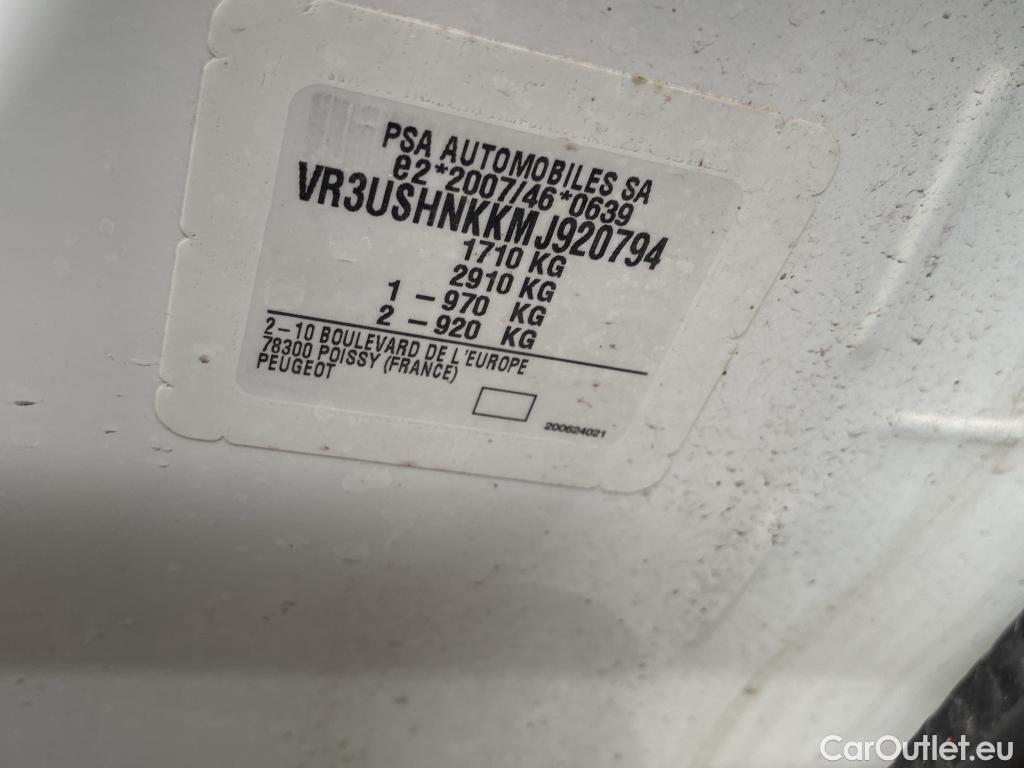 PSA AUTOMOBILES SA
e2*2007/46*0639
VR3USHNKKMJ920794
1710 KG
2910 KG
1 – 970 KG
2 – 920 KG
2–10 BOULEVARD DE L'EUROPE
78300 POISSY (FRANCE)
PEUGEOT
200624021
CarOutlet.eu